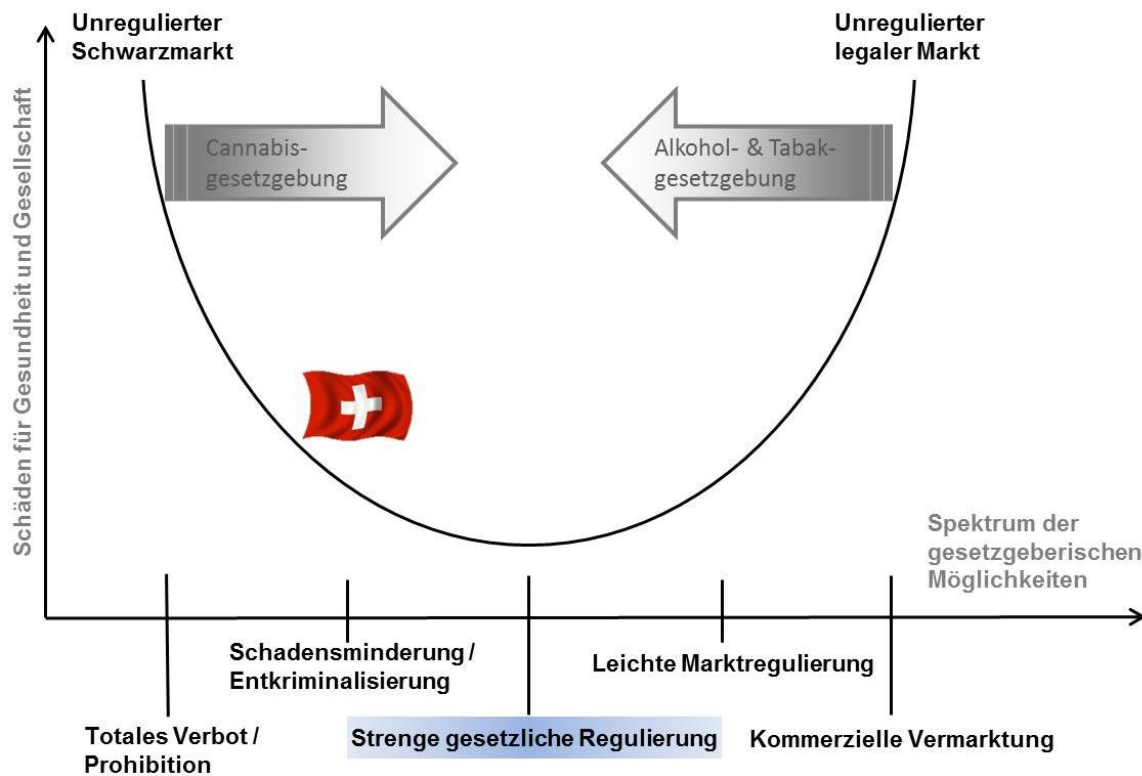 Unregulierter
Schwarzmarkt
Unregulierter
legaler Markt
Schäden für Gesundheit und Gesellschaft
Cannabis-
gesetzgebung
Alkohol- & Tabak-
gesetzgebung
Spektrum der
gesetzgeberischen
Möglichkeiten
Schadensminderung /
Entkriminalisierung
Leichte Marktregulierung
Totales Verbot /
Prohibition
Strenge gesetzliche Regulierung
Kommerzielle Vermarktung